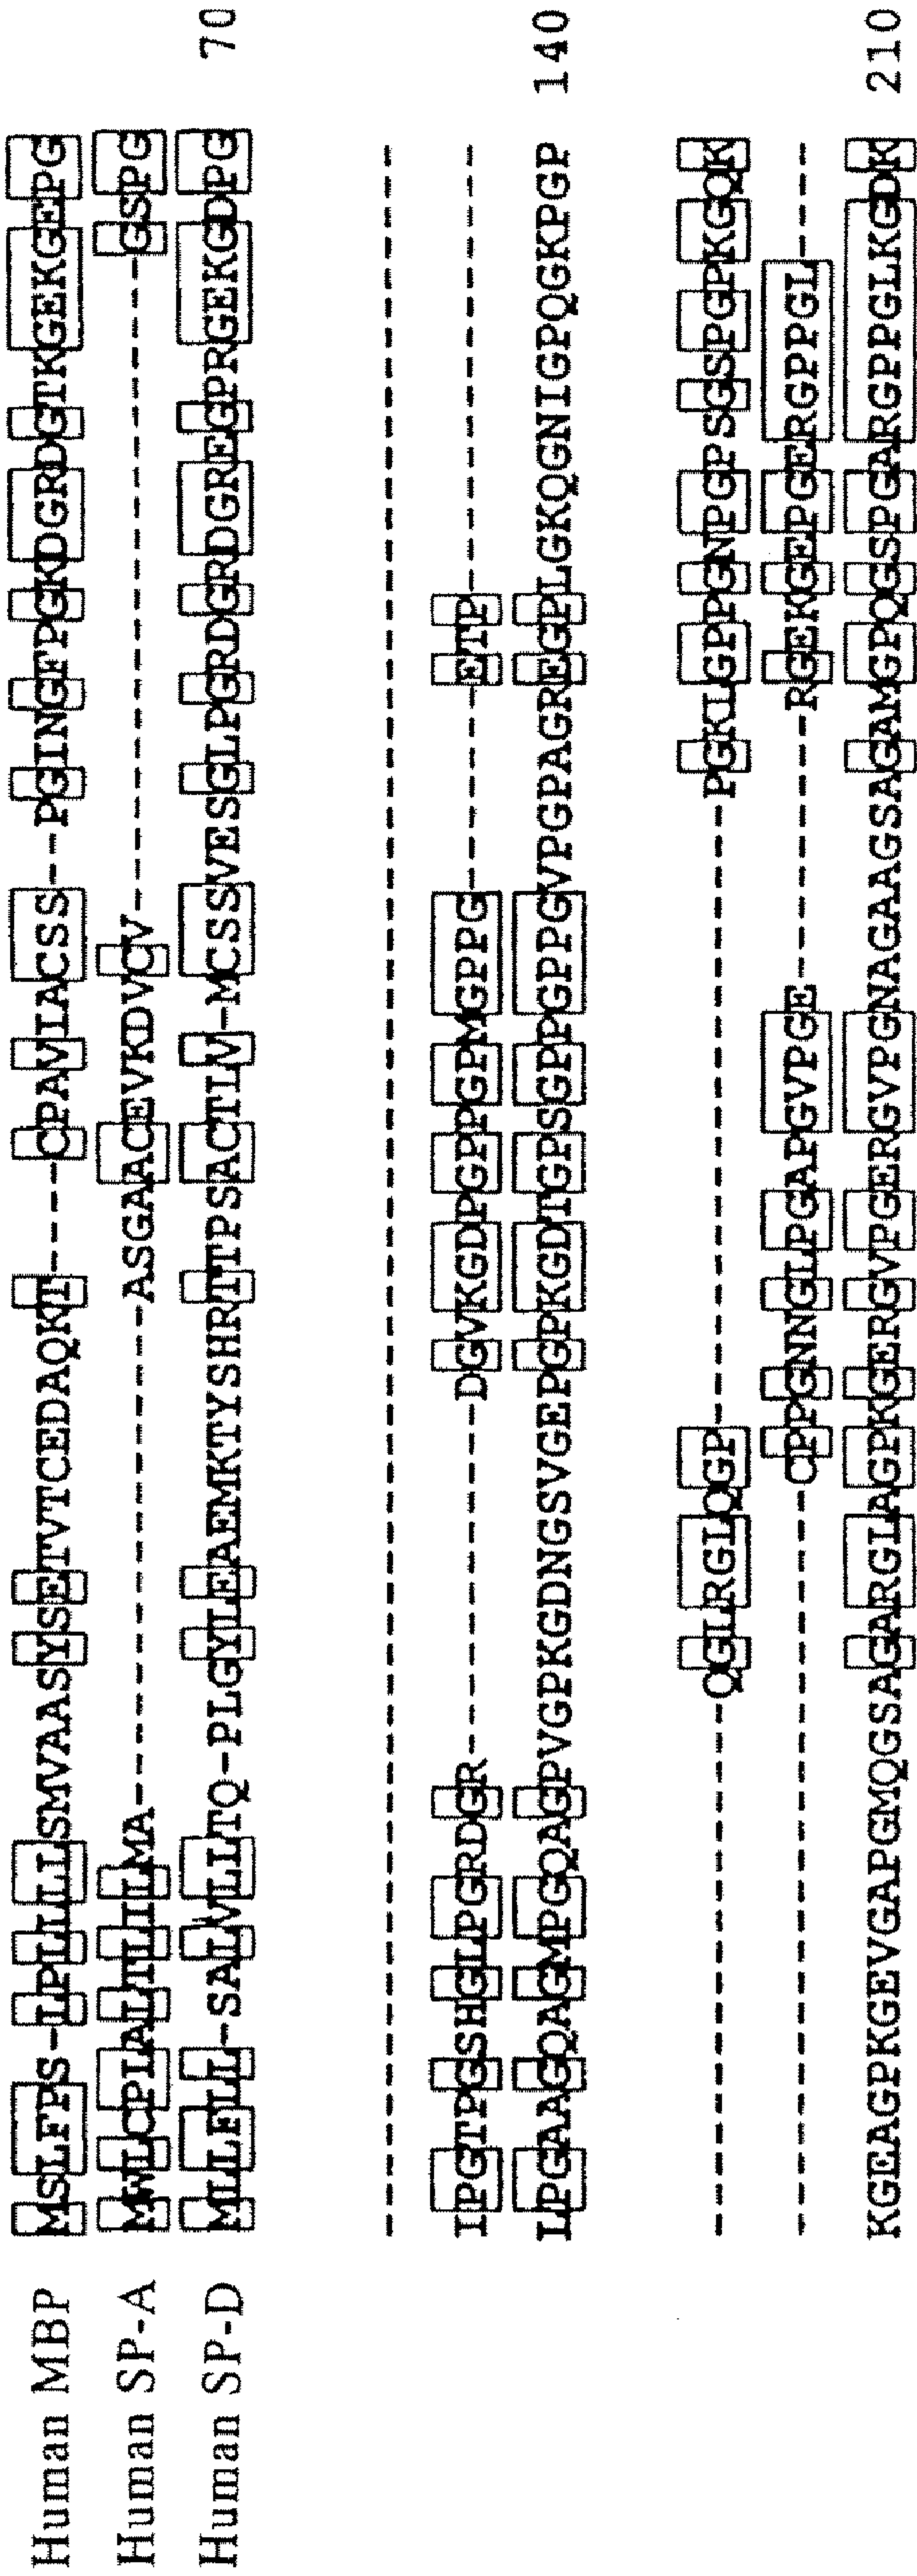 Human MBP MSLFPS-LPLLLLSMVAASYSETVTCEDAQKT----CPAVIACSS--PGINGFPGKDGRDGTKGEKGEPG
Human SP-A MWLCPLALTLILMA-----------------ASGAACEVKDVCV----------------------GSPG
Human SP-D MLLFLL-SALVLLTQ-PLGYLEAEMKTYSHRTTPSACTLV-MCSSVESGLPGRDGRDGREGPRGEKGDPG 70
----------------------------------------------------------------------
IPGTPGSHGLPGRDGR------------DGVKGDPGPPGPMGPPG-------ETP---------------
LPGAAGQAGMPGQAGPVGPKGDNGSVGEPGPKGDTGPSGPPGPPGVPGPAGREGPLGKQGNIGPQGKPGP 140
------------------QGLRGLQGP---------------------PGKLGPPGNPGPSGSPGPKGQK
-------------------------CPPGNNGLPGAPGVPGE---------RGEKGEPGERGPPGL----
KGEAGPKGEVGAPGMQGSAGARGLAGPKGERGVPGERGVPGNAGAAGSAGAMGPQGSPGARGPPGLKGDK 210